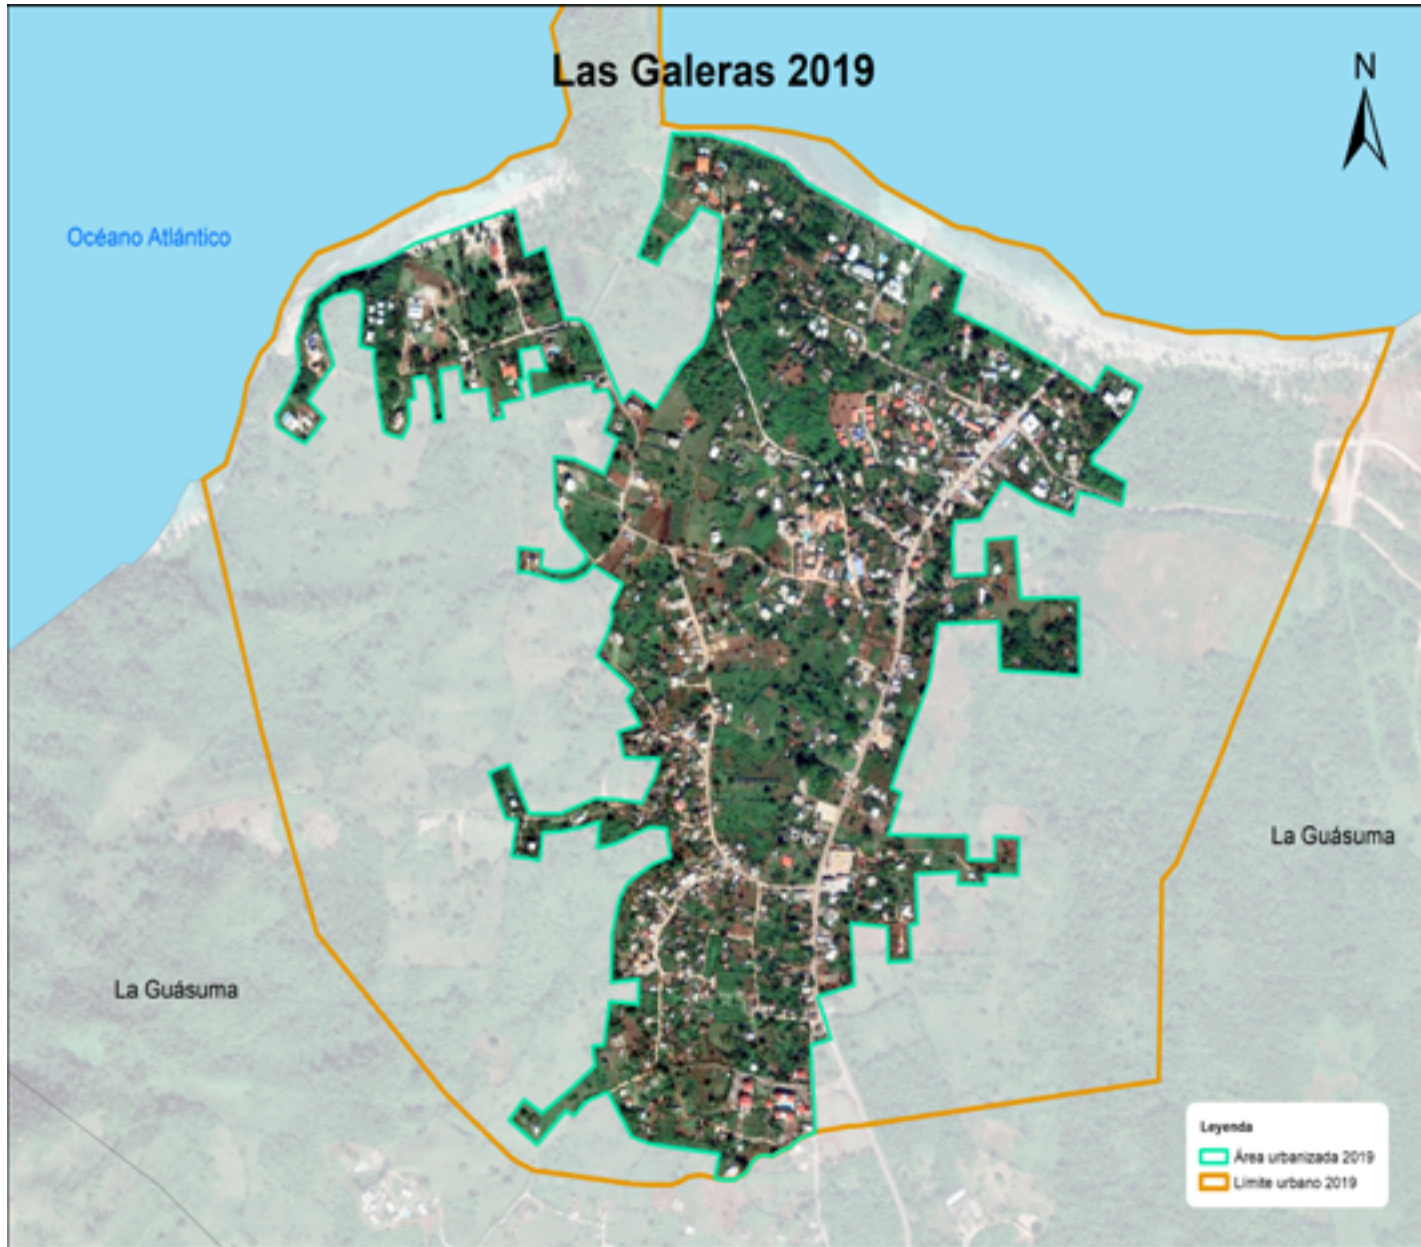 Las Galeras 2019
N
Océano Atlántico
La Guásuma
La Guásuma
Leyenda
Área urbanizada 2019
Límite urbano 2019